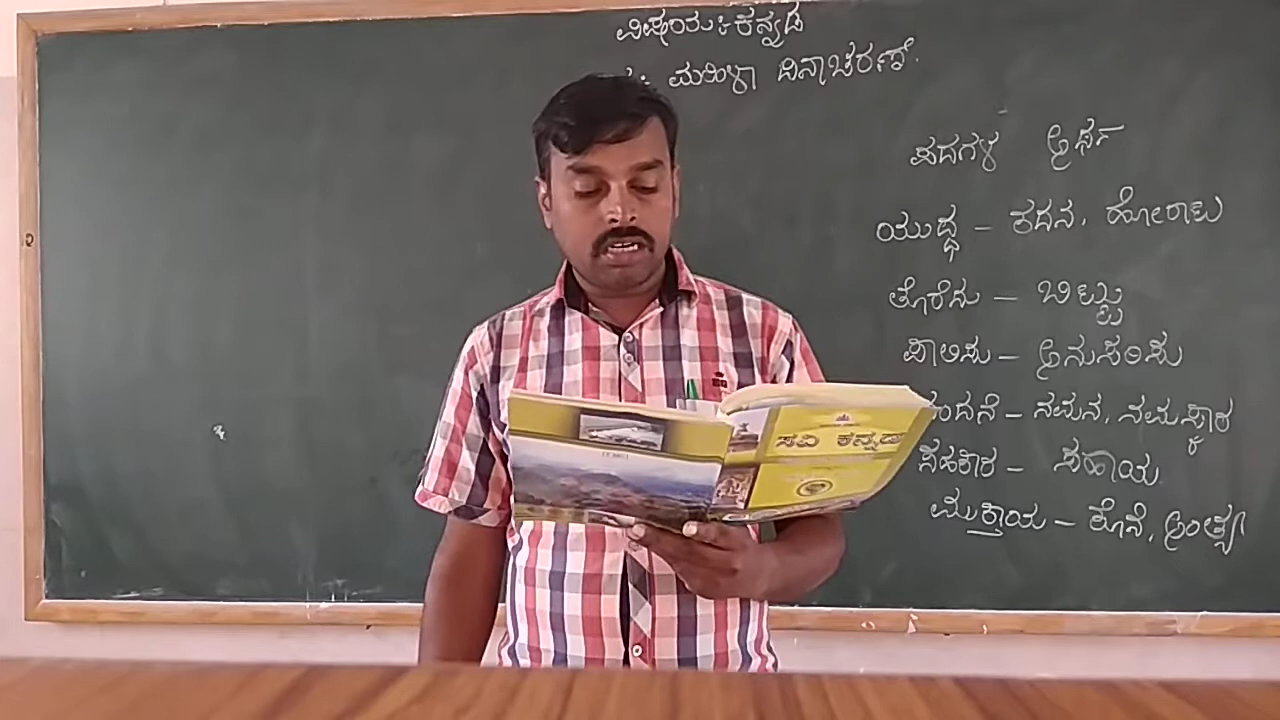 ವಿಷಯ:ಕನ್ನಡ
ಮಹಿಳಾ ದಿನಾಚರಣೆ.
ಪದಗಳ ಅರ್ಥ
ಯುದ್ಧ - ಕದನ, ಹೋರಾಟ
ತೊರೆದು - ಬಿಟ್ಟು
ಪಾಲಿಸು - ಅನುಸರಿಸು
ವಂದನೆ - ನಮನ, ನಮಸ್ಕಾರ
ಸಹಕಾರ - ಸಹಾಯ
ಮುಕ್ತಾಯ - ಕೊನೆ, ಅಂತ್ಯ
ಸವಿ ಕನ್ನಡ